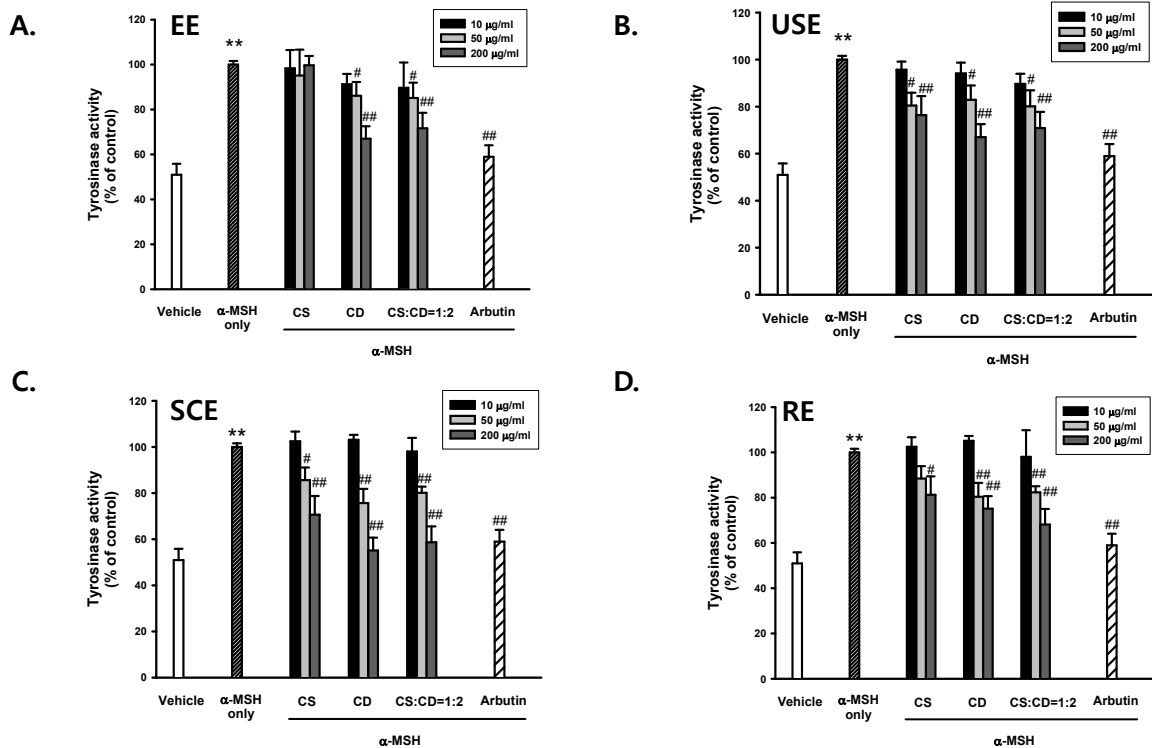 A.
EE
10 μg/ml
50 μg/ml
200 μg/ml
Tyrosinase activity
(% of control)
120
100
80
60
40
20
0
**
#
##
#
##
##
Vehicle
α-MSH
only
CS
CD
CS:CD=1:2
Arbutin
α-MSH
B.
USE
10 μg/ml
50 μg/ml
200 μg/ml
Tyrosinase activity
(% of control)
120
100
80
60
40
20
0
**
#
##
#
##
#
##
##
Vehicle
α-MSH
only
CS
CD
CS:CD=1:2
Arbutin
α-MSH
C.
SCE
10 μg/ml
50 μg/ml
200 μg/ml
Tyrosinase activity
(% of control)
120
100
80
60
40
20
0
**
#
##
##
##
##
##
##
Vehicle
α-MSH
only
CS
CD
CS:CD=1:2
Arbutin
α-MSH
D.
RE
10 μg/ml
50 μg/ml
200 μg/ml
Tyrosinase activity
(% of control)
120
100
80
60
40
20
0
**
#
##
##
##
##
##
Vehicle
α-MSH
only
CS
CD
CS:CD=1:2
Arbutin
α-MSH